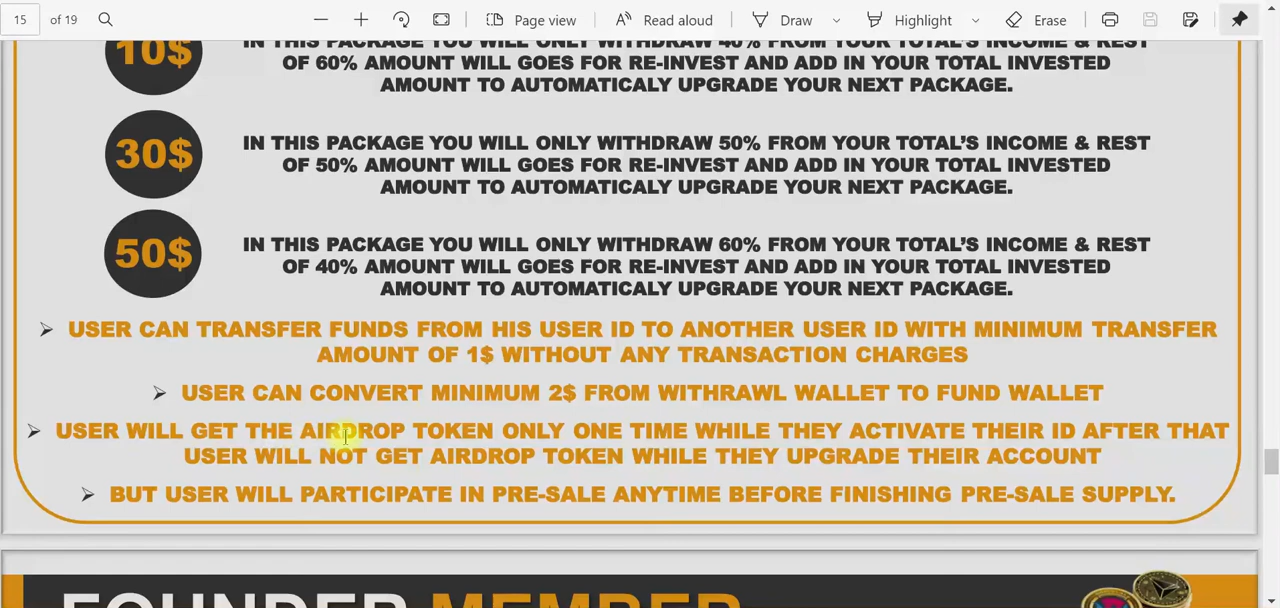 15 of 19 Page view Read aloud Draw Highlight Erase
10$
IN THIS PACKAGE YOU WILL ONLY WITHDRAW 40% FROM YOUR TOTAL'S INCOME & REST
OF 60% AMOUNT WILL GOES FOR RE-INVEST AND ADD IN YOUR TOTAL INVESTED
AMOUNT TO AUTOMATICALY UPGRADE YOUR NEXT PACKAGE.
30$
IN THIS PACKAGE YOU WILL ONLY WITHDRAW 50% FROM YOUR TOTAL'S INCOME & REST
OF 50% AMOUNT WILL GOES FOR RE-INVEST AND ADD IN YOUR TOTAL INVESTED
AMOUNT TO AUTOMATICALY UPGRADE YOUR NEXT PACKAGE.
50$
IN THIS PACKAGE YOU WILL ONLY WITHDRAW 60% FROM YOUR TOTAL'S INCOME & REST
OF 40% AMOUNT WILL GOES FOR RE-INVEST AND ADD IN YOUR TOTAL INVESTED
AMOUNT TO AUTOMATICALY UPGRADE YOUR NEXT PACKAGE.
➤ USER CAN TRANSFER FUNDS FROM HIS USER ID TO ANOTHER USER ID WITH MINIMUM TRANSFER
AMOUNT OF 1$ WITHOUT ANY TRANSACTION CHARGES
➤ USER CAN CONVERT MINIMUM 2$ FROM WITHRAWL WALLET TO FUND WALLET
➤ USER WILL GET THE AIRDROP TOKEN ONLY ONE TIME WHILE THEY ACTIVATE THEIR ID AFTER THAT
USER WILL NOT GET AIRDROP TOKEN WHILE THEY UPGRADE THEIR ACCOUNT
➤ BUT USER WILL PARTICIPATE IN PRE-SALE ANYTIME BEFORE FINISHING PRE-SALE SUPPLY.
FOUNDER MEMBER